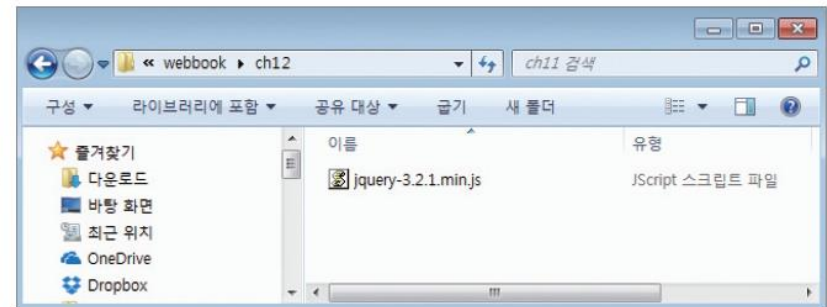 « webbook ▸ ch12
ch11 검색
구성 라이브러리에 포함 공유 대상 굽기 새 폴더
즐겨찾기
다운로드
바탕 화면
최근 위치
OneDrive
Dropbox
이름 유형
jquery-3.2.1.min.js JScript 스크립트 파일